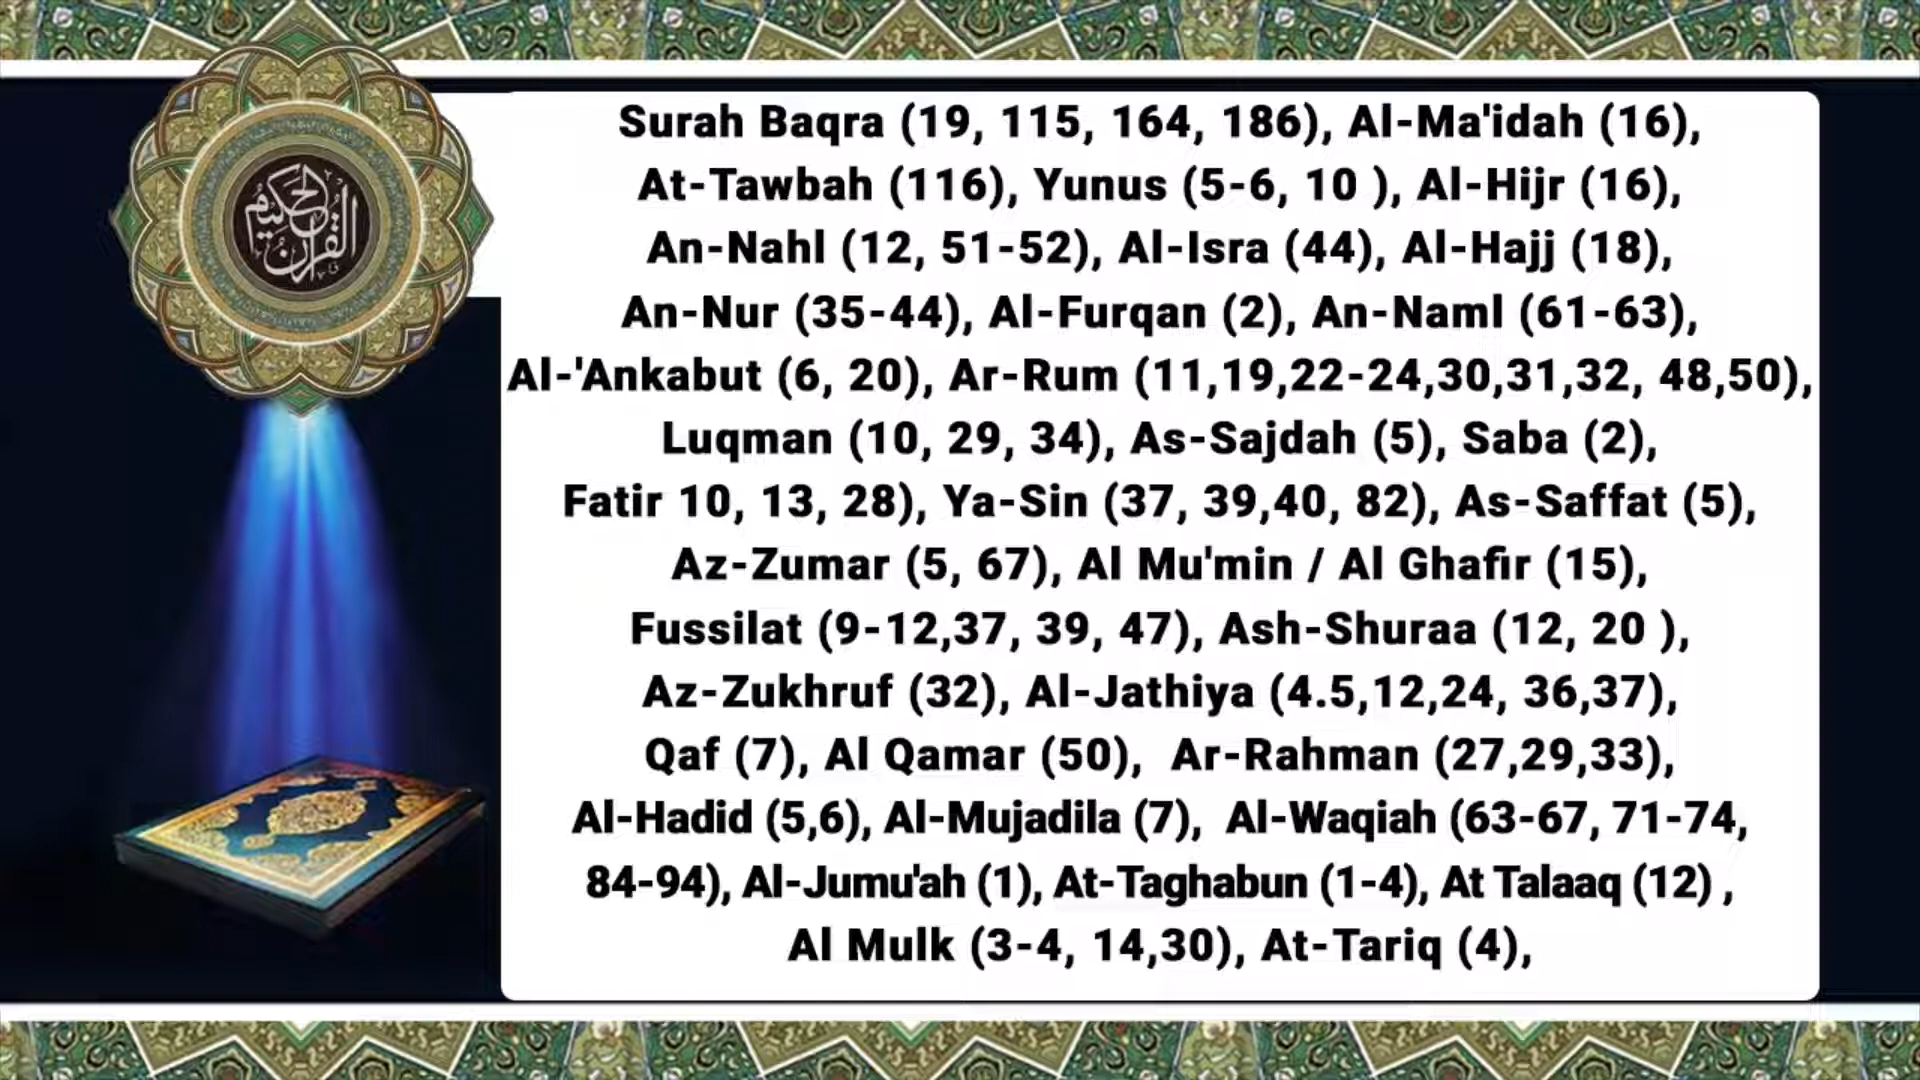 القرآن الحكيم
Surah Baqra (19, 115, 164, 186), Al-Ma'idah (16),
At-Tawbah (116), Yunus (5-6, 10 ), Al-Hijr (16),
An-Nahl (12, 51-52), Al-Isra (44), Al-Hajj (18),
An-Nur (35-44), Al-Furqan (2), An-Naml (61-63),
Al-'Ankabut (6, 20), Ar-Rum (11,19,22-24,30,31,32, 48,50),
Luqman (10, 29, 34), As-Sajdah (5), Saba (2),
Fatir 10, 13, 28), Ya-Sin (37, 39,40, 82), As-Saffat (5),
Az-Zumar (5, 67), Al Mu'min / Al Ghafir (15),
Fussilat (9-12,37, 39, 47), Ash-Shuraa (12, 20 ),
Az-Zukhruf (32), Al-Jathiya (4.5,12,24, 36,37),
Qaf (7), Al Qamar (50),  Ar-Rahman (27,29,33),
Al-Hadid (5,6), Al-Mujadila (7),  Al-Waqiah (63-67, 71-74,
84-94), Al-Jumu'ah (1), At-Taghabun (1-4), At Talaaq (12) ,
Al Mulk (3-4, 14,30), At-Tariq (4),